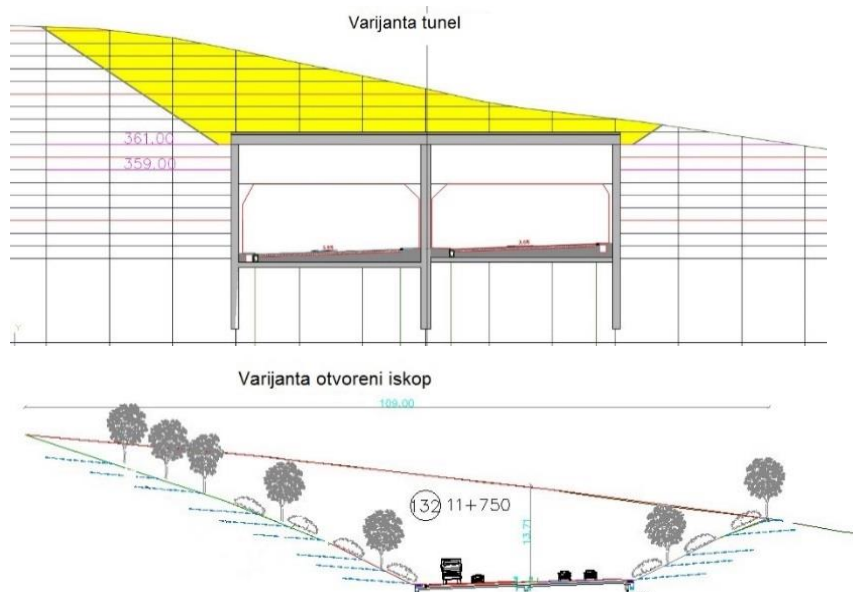 Varijanta tunel
361.00
359.00
Y
Varijanta otvoreni iskop
109.00
132 11+750
13.71